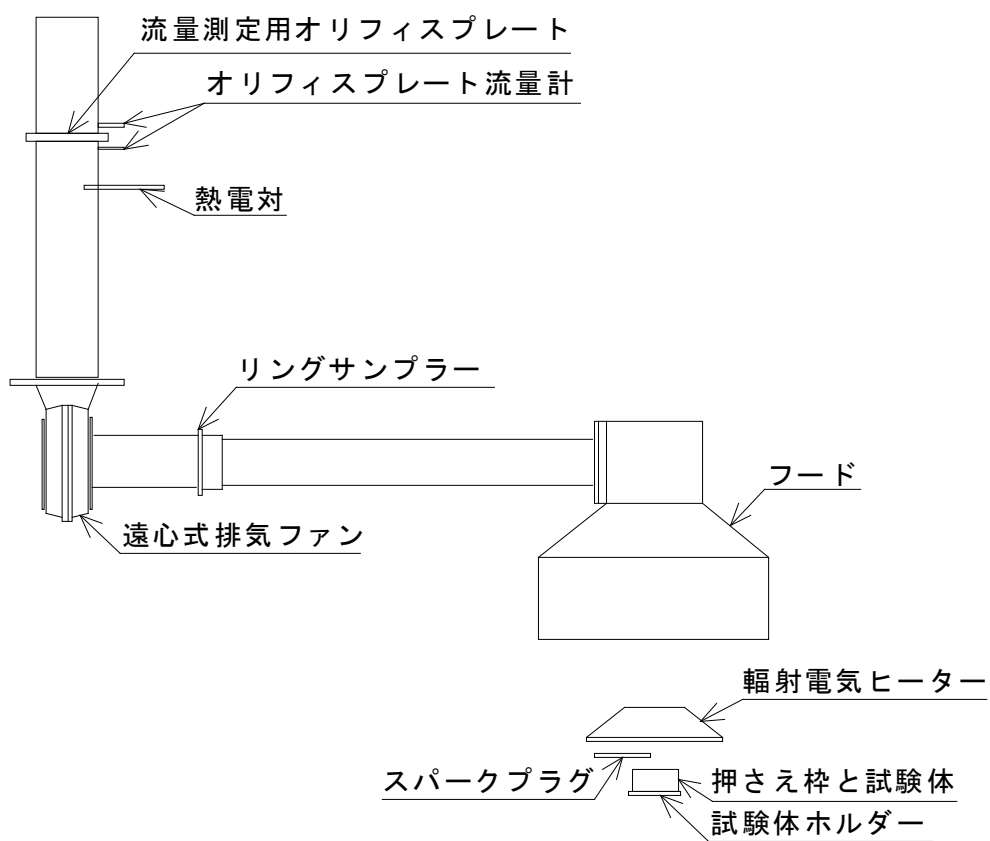 流量測定用オリフィスプレート
オリフィスプレート流量計
熱電対
リングサンプラー
フード
遠心式排気ファン
輻射電気ヒーター
スパークプラグ
押さえ枠と試験体
試験体ホルダー